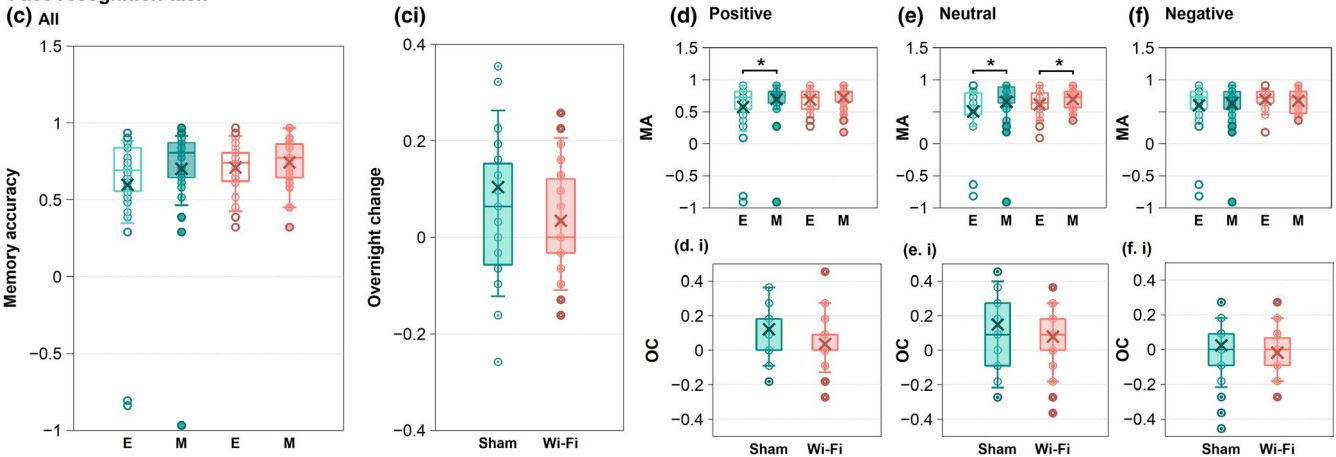 (c) All
Memory accuracy
1.5
1
0.5
0
−0.5
−1
E M E M
(ci)
Overnight change
0.4
0.2
0
−0.2
−0.4
Sham Wi-Fi
(d) Positive
MA
1.5
1
0.5
0
−0.5
−1
*
E M E M
(e) Neutral
MA
1.5
1
0.5
0
−0.5
−1
* *
E M E M
(f) Negative
MA
1.5
1
0.5
0
−0.5
−1
E M E M
(d. i)
OC
0.4
0.2
0
−0.2
−0.4
Sham Wi-Fi
(e. i)
OC
0.4
0.2
0
−0.2
−0.4
Sham Wi-Fi
(f. i)
OC
0.4
0.2
0
−0.2
−0.4
Sham Wi-Fi